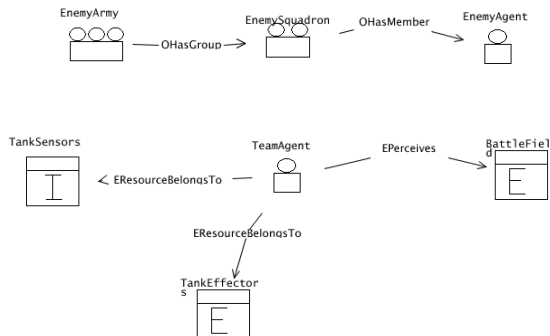 EnemyArmy
EnemySquadron
EnemyAgent
OHasMember
OHasGroup
TankSensors
TeamAgent
BattleFiel
d
EPerceives
I
EResourceBelongsTo
E
EResourceBelongsTo
TankEffector
s
E